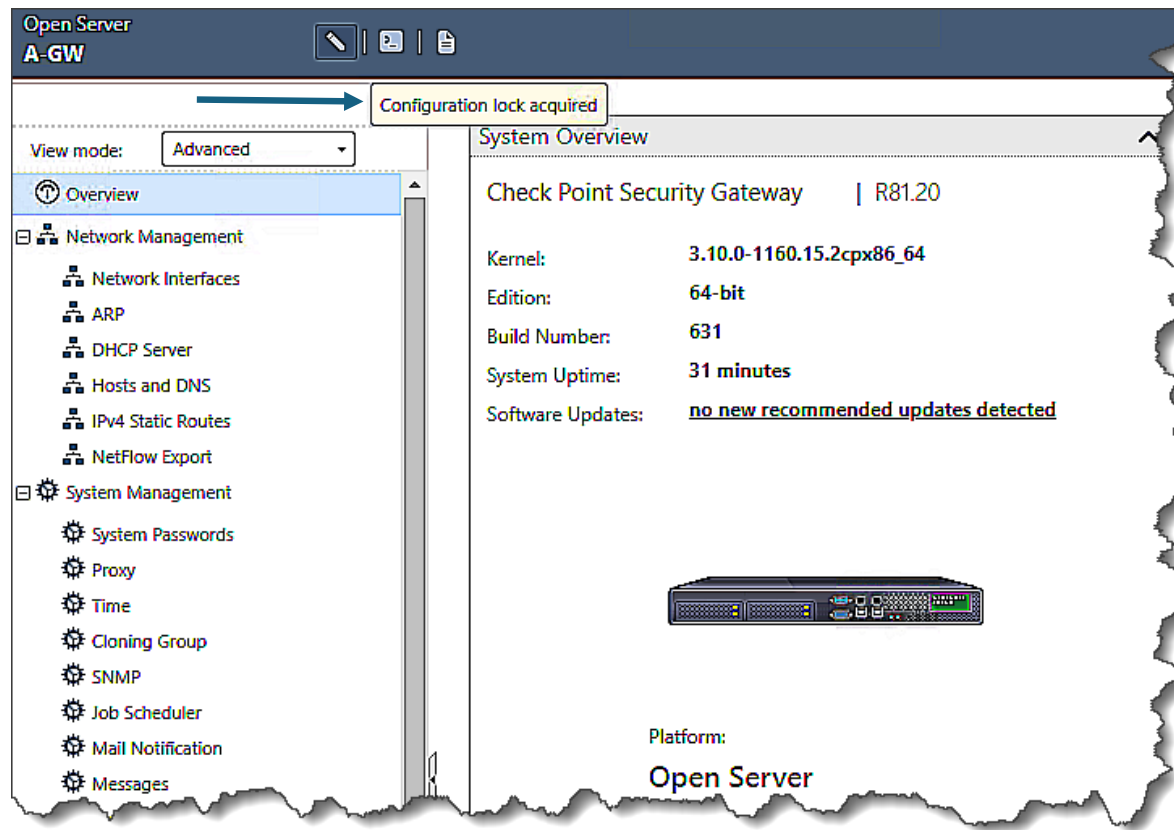 Open Server
A-GW
Configuration lock acquired
View mode: Advanced
Overview
Network Management
Network Interfaces
ARP
DHCP Server
Hosts and DNS
IPv4 Static Routes
NetFlow Export
System Management
System Passwords
Proxy
Time
Cloning Group
SNMP
Job Scheduler
Mail Notification
Messages
System Overview
Check Point Security Gateway | R81.20
Kernel: 3.10.0-1160.15.2cpx86_64
Edition: 64-bit
Build Number: 631
System Uptime: 31 minutes
Software Updates: no new recommended updates detected
Platform:
Open Server